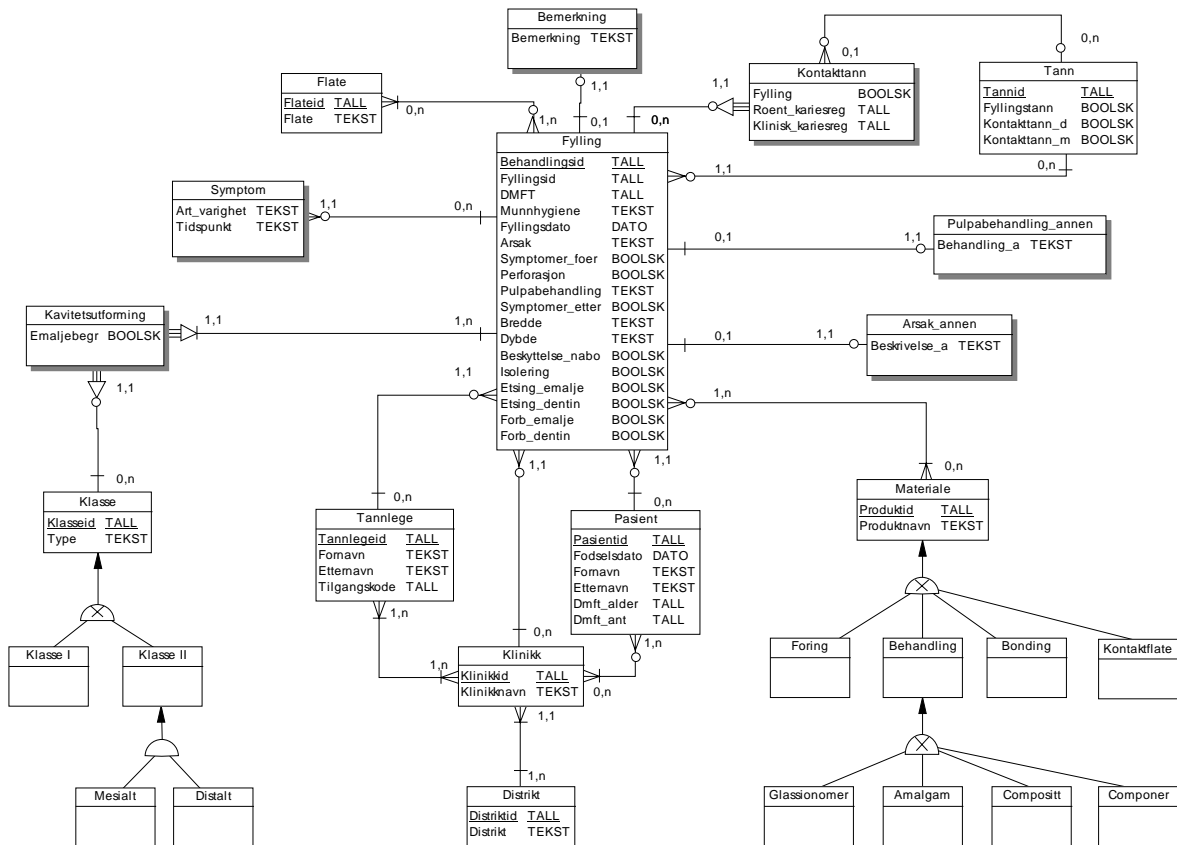 Bemerkning
Bemerkning TEKST
1,1
0,1
Flate
Flateid TALL
Flate TEKST
0,n
1,n
Kontakttann
Fylling BOOLSK
Roent_kariesreg TALL
Klinisk_kariesreg TALL
0,1
0,n
1,1
0,n
Tann
Tannid TALL
Fyllingstann BOOLSK
Kontakttann_d BOOLSK
Kontakttann_m BOOLSK
0,n
1,1
Fylling
Behandlingsid TALL
Fyllingsid TALL
DMFT TALL
Munnhygiene TEKST
Fyllingsdato DATO
Arsak TEKST
Symptomer_foer BOOLSK
Perforasjon BOOLSK
Pulpabehandling TEKST
Symptomer_etter BOOLSK
Bredde TEKST
Dybde TEKST
Beskyttelse_nabo BOOLSK
Isolering BOOLSK
Etsing_emalje BOOLSK
Etsing_dentin BOOLSK
Forb_emalje BOOLSK
Forb_dentin BOOLSK
Symptom
Art_varighet TEKST
Tidspunkt TEKST
1,1
0,n
Pulpabehandling_annen
Behandling_a TEKST
0,1
1,1
Kavitetsutforming
Emaljebegr BOOLSK
1,1
1,n
1,1
Arsak_annen
Beskrivelse_a TEKST
0,1
1,1
1,1
1,n
1,1
1,1
0,n
Klasse
Klasseid TALL
Type TEKST
0,n
Tannlege
Tannlegeid TALL
Fornavn TEKST
Etternavn TEKST
Tilgangskode TALL
1,n
0,n
Pasient
Pasientid TALL
Fodselsdato DATO
Fornavn TEKST
Etternavn TEKST
Dmft_alder TALL
Dmft_ant TALL
1,n
0,n
Materiale
Produktid TALL
Produktnavn TEKST
Klasse I
Klasse II
0,n
1,n
Klinikk
Klinikkid TALL
Klinikknavn TEKST
0,n
1,1
Foring
Behandling
Bonding
Kontaktflate
Mesialt
Distalt
1,n
Distrikt
Distriktid TALL
Distrikt TEKST
Glassionomer
Amalgam
Compositt
Componer